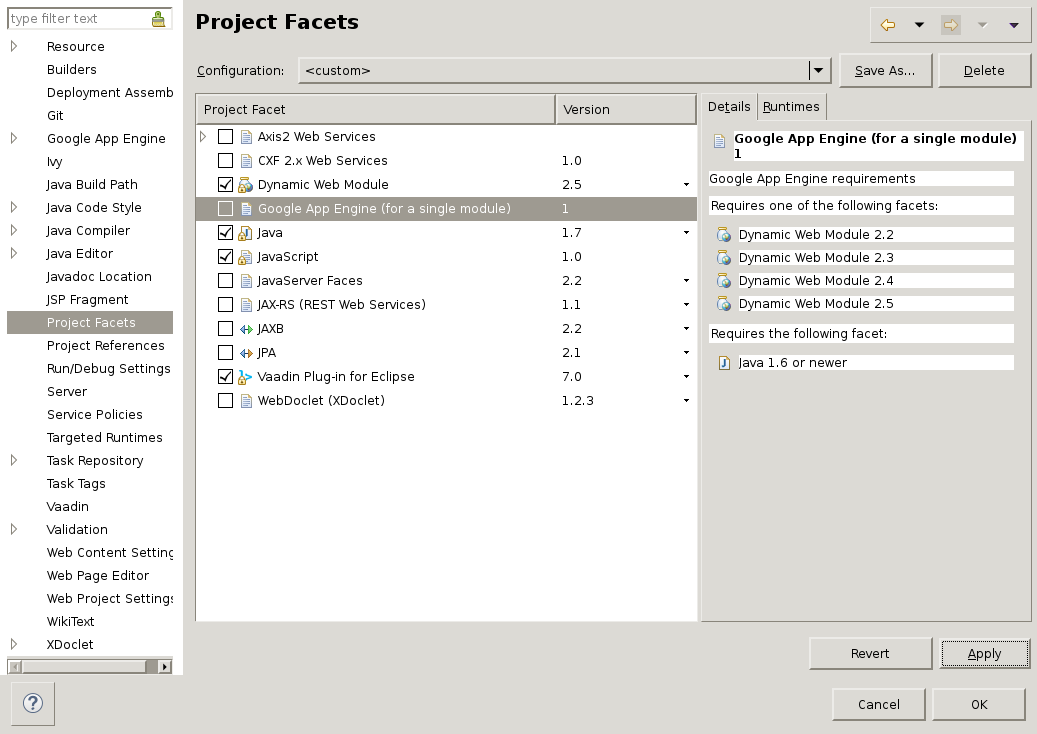 type filter text
Resource
Builders
Deployment Assemb
Git
Google App Engine
Ivy
Java Build Path
Java Code Style
Java Compiler
Java Editor
Javadoc Location
JSP Fragment
Project Facets
Project References
Run/Debug Settings
Server
Service Policies
Targeted Runtimes
Task Repository
Task Tags
Vaadin
Validation
Web Content Setting
Web Page Editor
Web Project Settings
WikiText
XDoclet
Project Facets
Configuration: <custom> Save As... Delete
Project Facet Version
Axis2 Web Services
CXF 2.x Web Services 1.0
Dynamic Web Module 2.5
Google App Engine (for a single module) 1
Java 1.7
JavaScript 1.0
JavaServer Faces 2.2
JAX-RS (REST Web Services) 1.1
JAXB 2.2
JPA 2.1
Vaadin Plug-in for Eclipse 7.0
WebDoclet (XDoclet) 1.2.3
Details Runtimes
Google App Engine (for a single module)
1
Google App Engine requirements
Requires one of the following facets:
Dynamic Web Module 2.2
Dynamic Web Module 2.3
Dynamic Web Module 2.4
Dynamic Web Module 2.5
Requires the following facet:
Java 1.6 or newer
Revert Apply
? Cancel OK